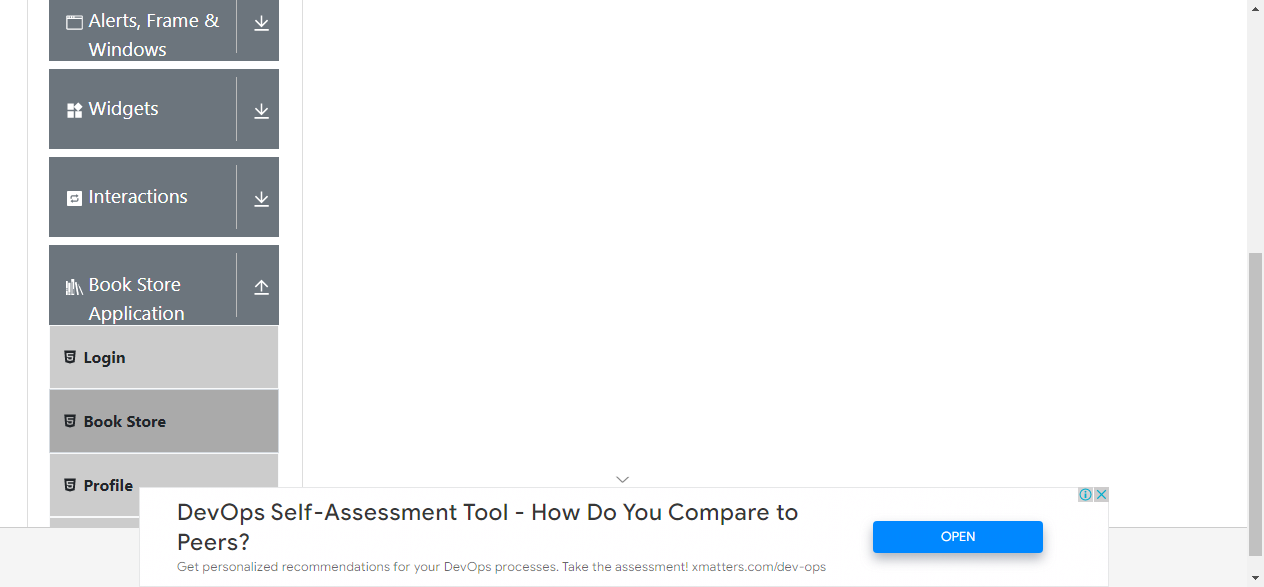 Alerts, Frame &
Windows
Widgets
Interactions
Book Store
Application
Login
Book Store
Profile
DevOps Self-Assessment Tool - How Do You Compare to
Peers?
Get personalized recommendations for your DevOps processes. Take the assessment! xmatters.com/dev-ops
OPEN